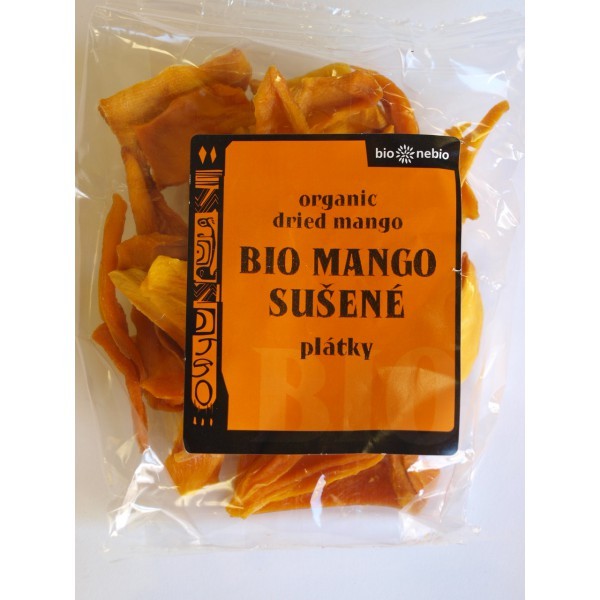 bio nebio
organic
dried mango
BIO MANGO
SUŠENÉ
plátky
BIO